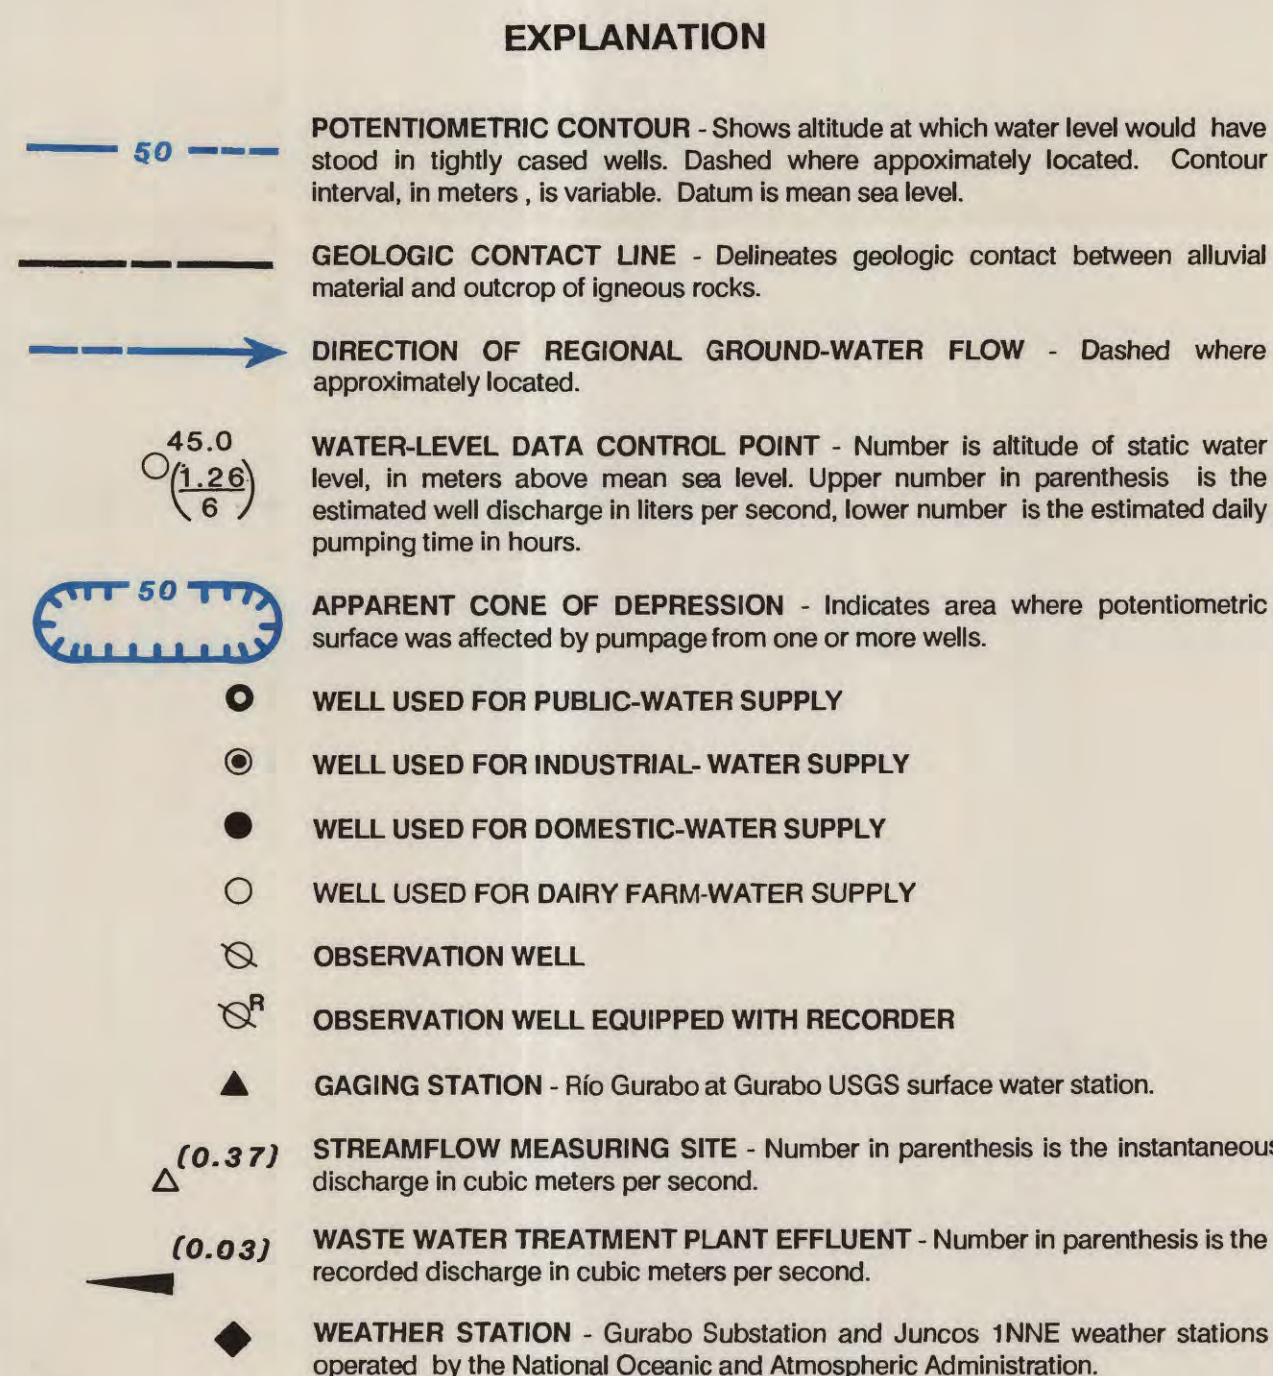 EXPLANATION
50
POTENTIOMETRIC CONTOUR - Shows altitude at which water level would have
stood in tightly cased wells. Dashed where appoximately located. Contour
interval, in meters , is variable. Datum is mean sea level.
GEOLOGIC CONTACT LINE - Delineates geologic contact between alluvial
material and outcrop of igneous rocks.
DIRECTION OF REGIONAL GROUND-WATER FLOW - Dashed where
approximately located.
45.0
(1.26
6)
WATER-LEVEL DATA CONTROL POINT - Number is altitude of static water
level, in meters above mean sea level. Upper number in parenthesis is the
estimated well discharge in liters per second, lower number is the estimated daily
pumping time in hours.
50
APPARENT CONE OF DEPRESSION - Indicates area where potentiometric
surface was affected by pumpage from one or more wells.
WELL USED FOR PUBLIC-WATER SUPPLY
WELL USED FOR INDUSTRIAL- WATER SUPPLY
WELL USED FOR DOMESTIC-WATER SUPPLY
WELL USED FOR DAIRY FARM-WATER SUPPLY
OBSERVATION WELL
R
OBSERVATION WELL EQUIPPED WITH RECORDER
GAGING STATION - Río Gurabo at Gurabo USGS surface water station.
(0.37)
STREAMFLOW MEASURING SITE - Number in parenthesis is the instantaneous
discharge in cubic meters per second.
(0.03)
WASTE WATER TREATMENT PLANT EFFLUENT - Number in parenthesis is the
recorded discharge in cubic meters per second.
WEATHER STATION - Gurabo Substation and Juncos 1NNE weather stations
operated by the National Oceanic and Atmospheric Administration.